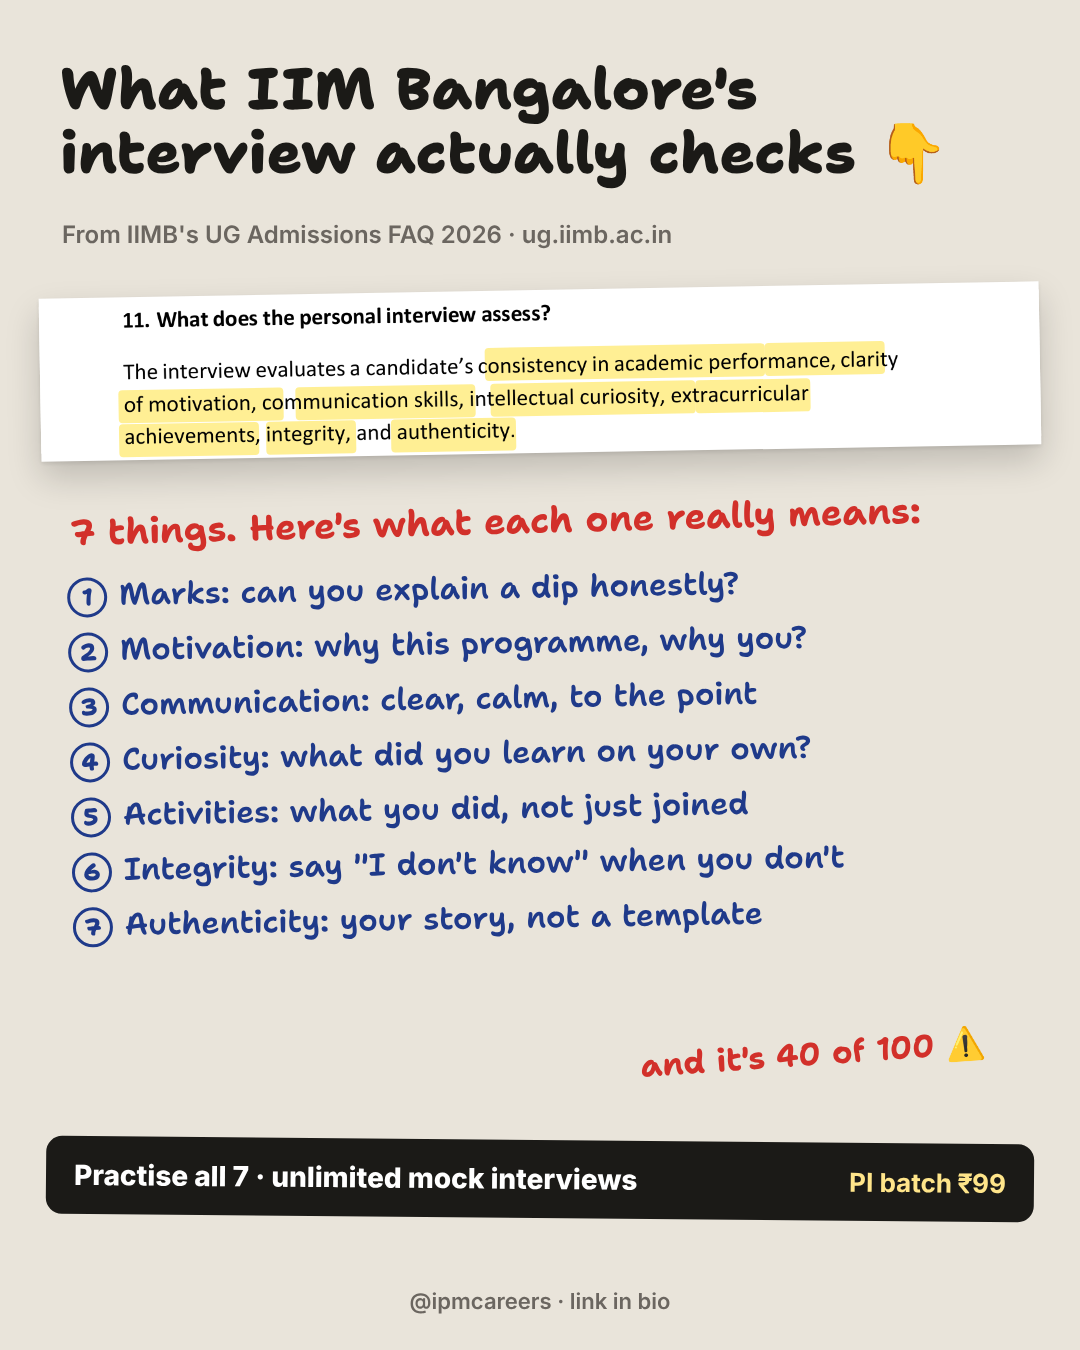 What IIM Bangalore's
interview actually checks 👇
From IIMB's UG Admissions FAQ 2026 · ug.iimb.ac.in
11. What does the personal interview assess?
The interview evaluates a candidate’s consistency in academic performance, clarity
of motivation, communication skills, intellectual curiosity, extracurricular
achievements, integrity, and authenticity.
7 things. Here's what each one really means:
1 Marks: can you explain a dip honestly?
2 Motivation: why this programme, why you?
3 Communication: clear, calm, to the point
4 Curiosity: what did you learn on your own?
5 Activities: what you did, not just joined
6 Integrity: say "I don't know" when you don't
7 Authenticity: your story, not a template
and it's 40 of 100 ⚠️
Practise all 7 · unlimited mock interviews PI batch ₹99
@ipmcareers · link in bio